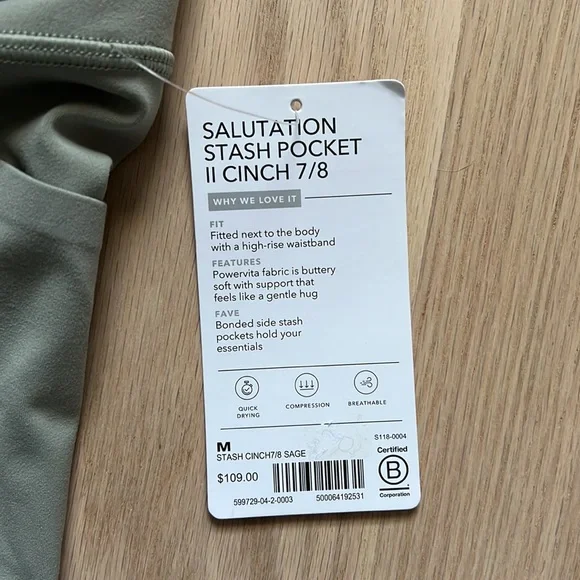 SALUTATION
STASH POCKET
II CINCH 7/8
WHY WE LOVE IT
FIT
Fitted next to the body
with a high-rise waistband
FEATURES
Powervita fabric is buttery
soft with support that
feels like a gentle hug
FAVE
Bonded side stash
pockets hold your
essentials
QUICK
DRYING
COMPRESSION
BREATHABLE
M
S118-0004
STASH CINCH7/8 SAGE
$109.00
599729-04-2-0003
500064192531
Certified
B
Corporation